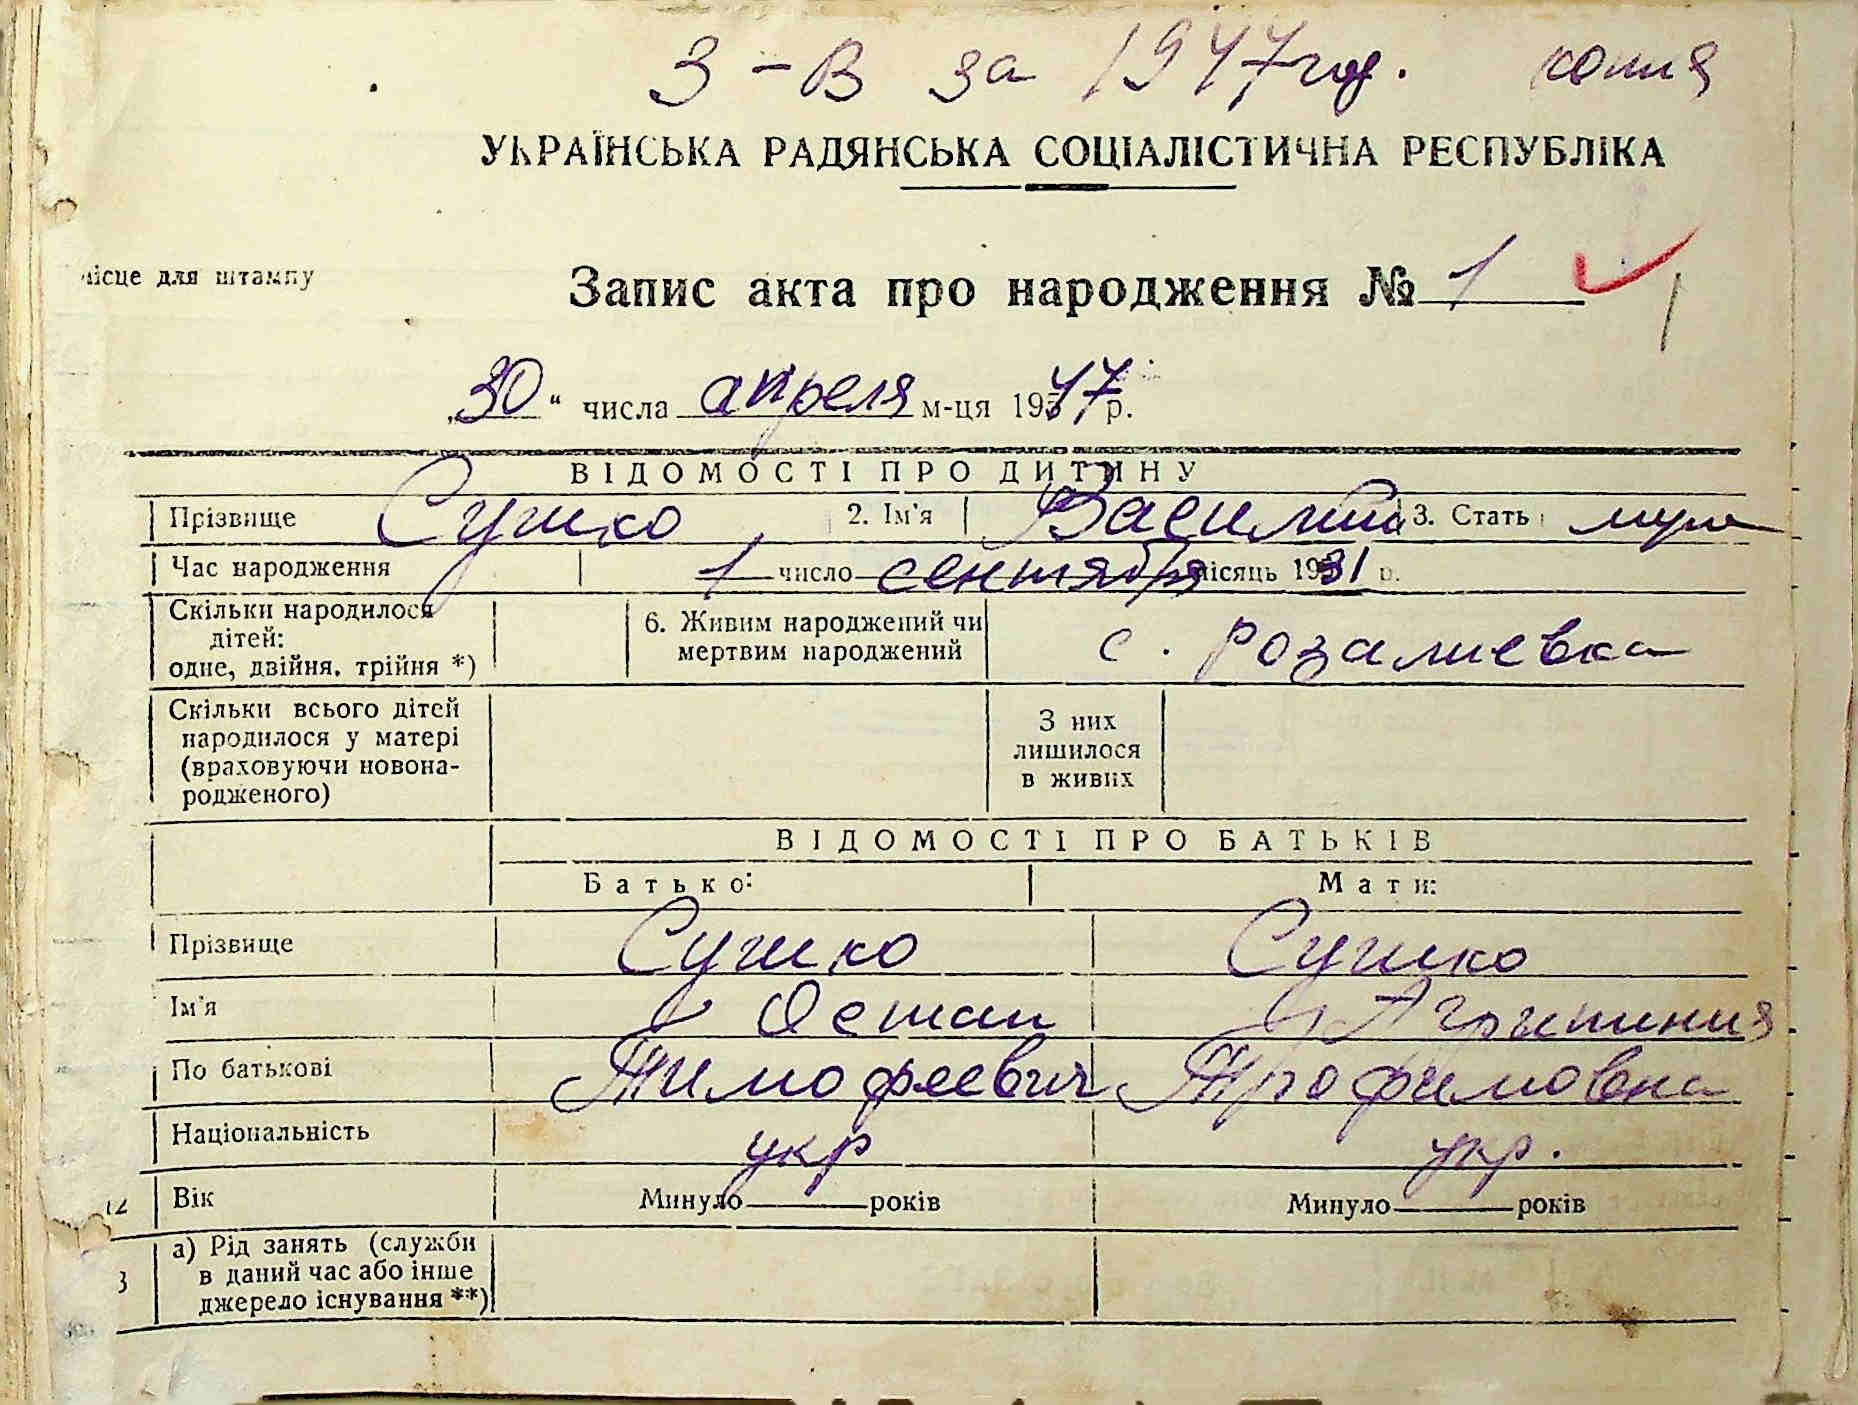 З-В за 1947 год. копия
УКРАЇНСЬКА РАДЯНСЬКА СОЦІАЛІСТИЧНА РЕСПУБЛІКА
місце для штампу
Запис акта про народження № 1
„30“ числа апреля м-ця 1947 р.
ВІДОМОСТІ ПРО ДИТИНУ
Прізвище Сушко 2. Ім'я Василий 3. Стать муж
Час народження 1 число сентября місяць 1931 р.
Скільки народилося дітей: одне, двійня, трійня *)
6. Живим народжений чи мертвим народжений с. Розалиевка
Скільки всього дітей народилося у матері (враховуючи новонародженого)
З них лишилося в живих
ВІДОМОСТІ ПРО БАТЬКІВ
Батько: Мати:
Прізвище Сушко Сушко
Ім'я Остап Агрипиния
По батькові Тимофеевич Трофимовна
Національність укр укр.
12 Вік Минуло років Минуло років
3 а) Рід занять (служби в даний час або інше джерело існування **)